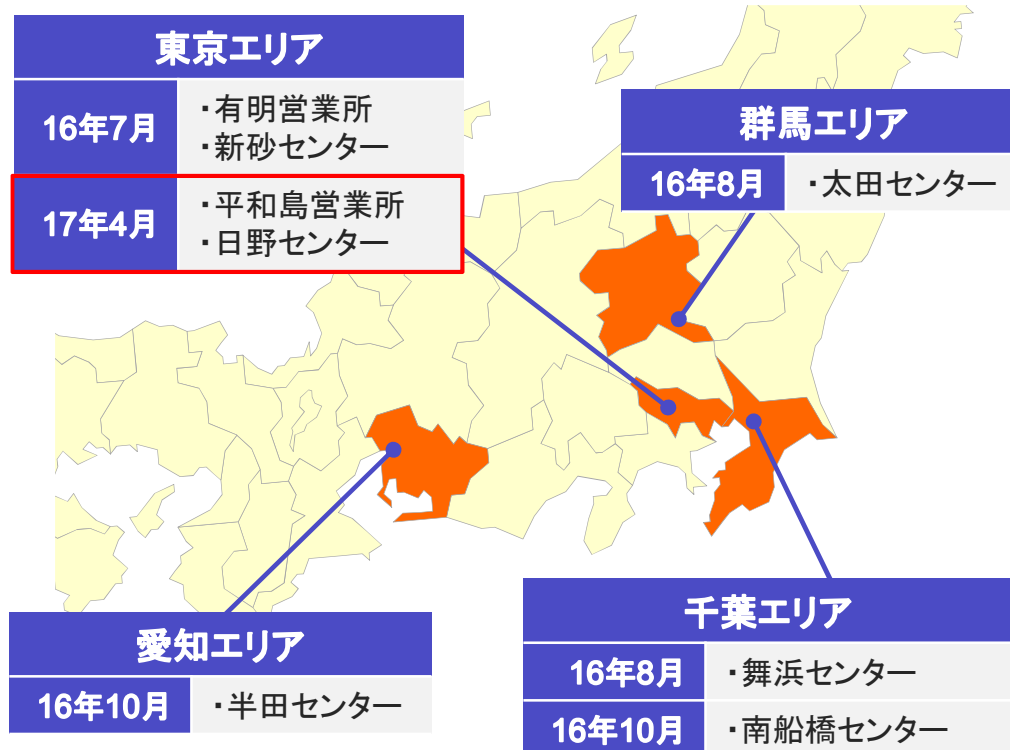 東京エリア
16年7月
・有明営業所
・新砂センター
17年4月
・平和島営業所
・日野センター
群馬エリア
16年8月
・太田センター
愛知エリア
16年10月
・半田センター
千葉エリア
16年8月
・舞浜センター
16年10月
・南船橋センター